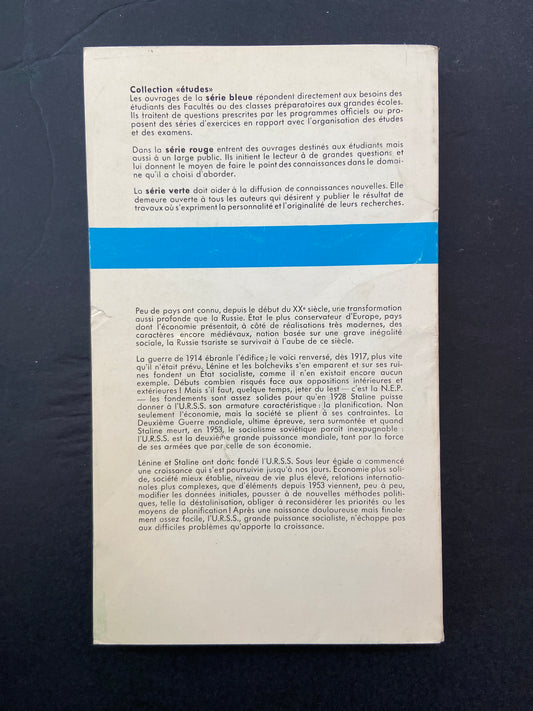 Collection «études»
Les ouvrages de la série bleue répondent directement aux besoins des
étudiants des Facultés ou des classes préparatoires aux grandes écoles.
Ils traitent de questions prescrites par les programmes officiels ou pro-
posent des séries d'exercices en rapport avec l'organisation des études
et des examens.
Dans la série rouge entrent des ouvrages destinés aux étudiants mais
aussi à un large public. Ils initient le lecteur à de grandes questions, et
lui donnent le moyen de faire le point des connaissances dans le domai-
ne qu'il a choisi d'aborder.
La série verte doit aider à la diffusion de connaissances nouvelles. Elle
demeure ouverte à tous les auteurs qui désirent y publier le résultat de
travaux où s'expriment la personnalité et l'originalité de leurs recherches.
Peu de pays ont connu, depuis le début du XXe siècle, une transformation
aussi profonde que la Russie. État le plus conservateur d'Europe, pays
dont l'économie présentait, à côté de réalisations très modernes, des
caractères encore médiévaux, nation basée sur une grave inégalité
sociale, la Russie tsariste se survivait à l'aube de ce siècle.
La guerre de 1914 ébranle l'édifice; le voici renversé, dès 1917, plus vite
qu'il n'était prévu, Lénine et les bolcheviks s'en emparent et sur ses rui-
nes fondent un État socialiste, comme il n'en existait encore aucun
exemple. Débuts combien risqués face aux oppositions intérieures et
extérieures ! Mais s'il faut, quelque temps, jeter du lest — c'est la N.E.P.
— les fondements sont assez solides pour qu'en 1928 Staline puisse
donner à l'U.R.S.S. son armature caractéristique : la planification. Non
seulement l'économie, mais la société se plient à ses contraintes. La
Deuxième Guerre mondiale, ultime épreuve, sera surmontée et quand
Staline meurt, en 1953, le socialisme soviétique paraît inexpugnable :
l'U.R.S.S. est la deuxième grande puissance mondiale, tant par la force
de ses armées que par celle de son économie.
Lénine et Staline ont donc fondé l'U.R.S.S. Sous leur égide a commencé
une croissance qui s'est poursuivie jusqu'à nos jours. Économie plus soli-
de, société mieux établie, niveau de vie plus élevé, relations internatio-
nales plus complexes, que d'éléments depuis 1953 viennent, peu à peu,
modifier les données initiales, pousser à de nouvelles méthodes politi-
ques, telle la déstalinisation, obliger à reconsidérer les priorités ou les
moyens de planification ! Après une naissance douloureuse mais finale-
ment assez facile, l'U.R.S.S., grande puissance socialiste, n'échappe pas
aux difficiles problèmes qu'apporte la croissance.